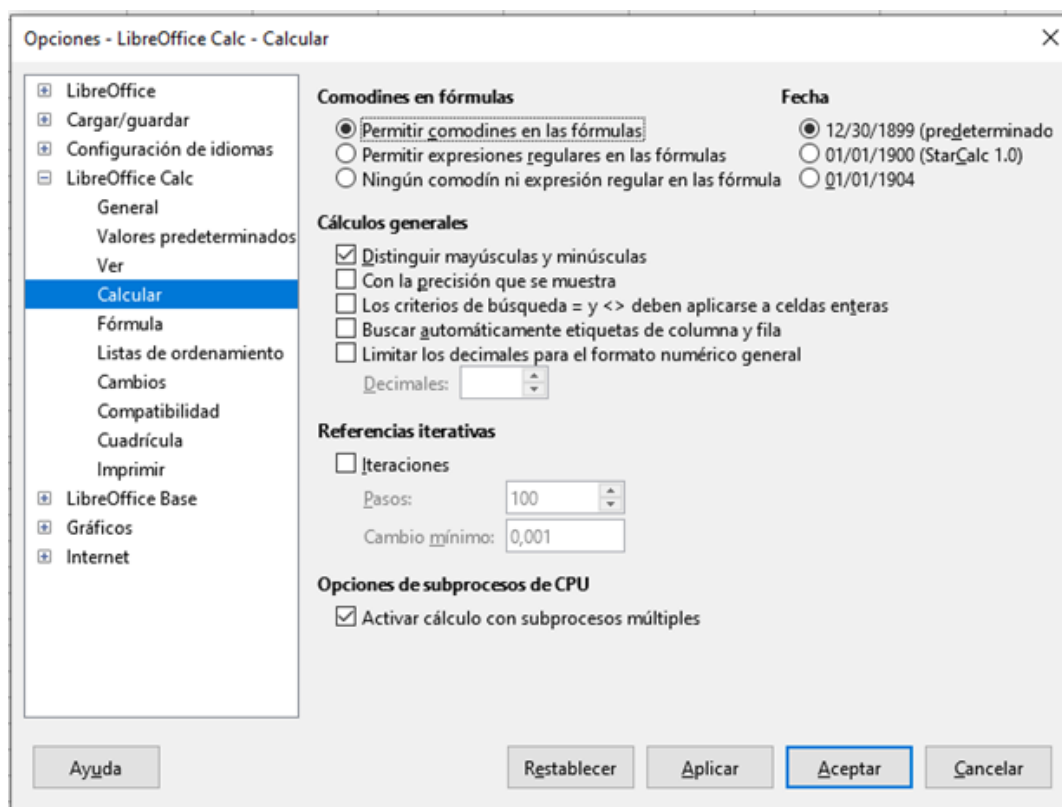 Opciones - LibreOffice Calc - Calcular
LibreOffice
Cargar/guardar
Configuración de idiomas
LibreOffice Calc
General
Valores predeterminados
Ver
Calcular
Fórmula
Listas de ordenamiento
Cambios
Compatibilidad
Cuadrícula
Imprimir
LibreOffice Base
Gráficos
Internet
Comodines en fórmulas
Permitir comodines en las fórmulas
Permitir expresiones regulares en las fórmulas
Ningún comodín ni expresión regular en las fórmula
Fecha
12/30/1899 (predeterminado
01/01/1900 (StarCalc 1.0)
01/01/1904
Cálculos generales
Distinguir mayúsculas y minúsculas
Con la precisión que se muestra
Los criterios de búsqueda = y <> deben aplicarse a celdas enteras
Buscar automáticamente etiquetas de columna y fila
Limitar los decimales para el formato numérico general
Decimales:
Referencias iterativas
Iteraciones
Pasos: 100
Cambio mínimo: 0,001
Opciones de subprocesos de CPU
Activar cálculo con subprocesos múltiples
Ayuda Restablecer Aplicar Aceptar Cancelar